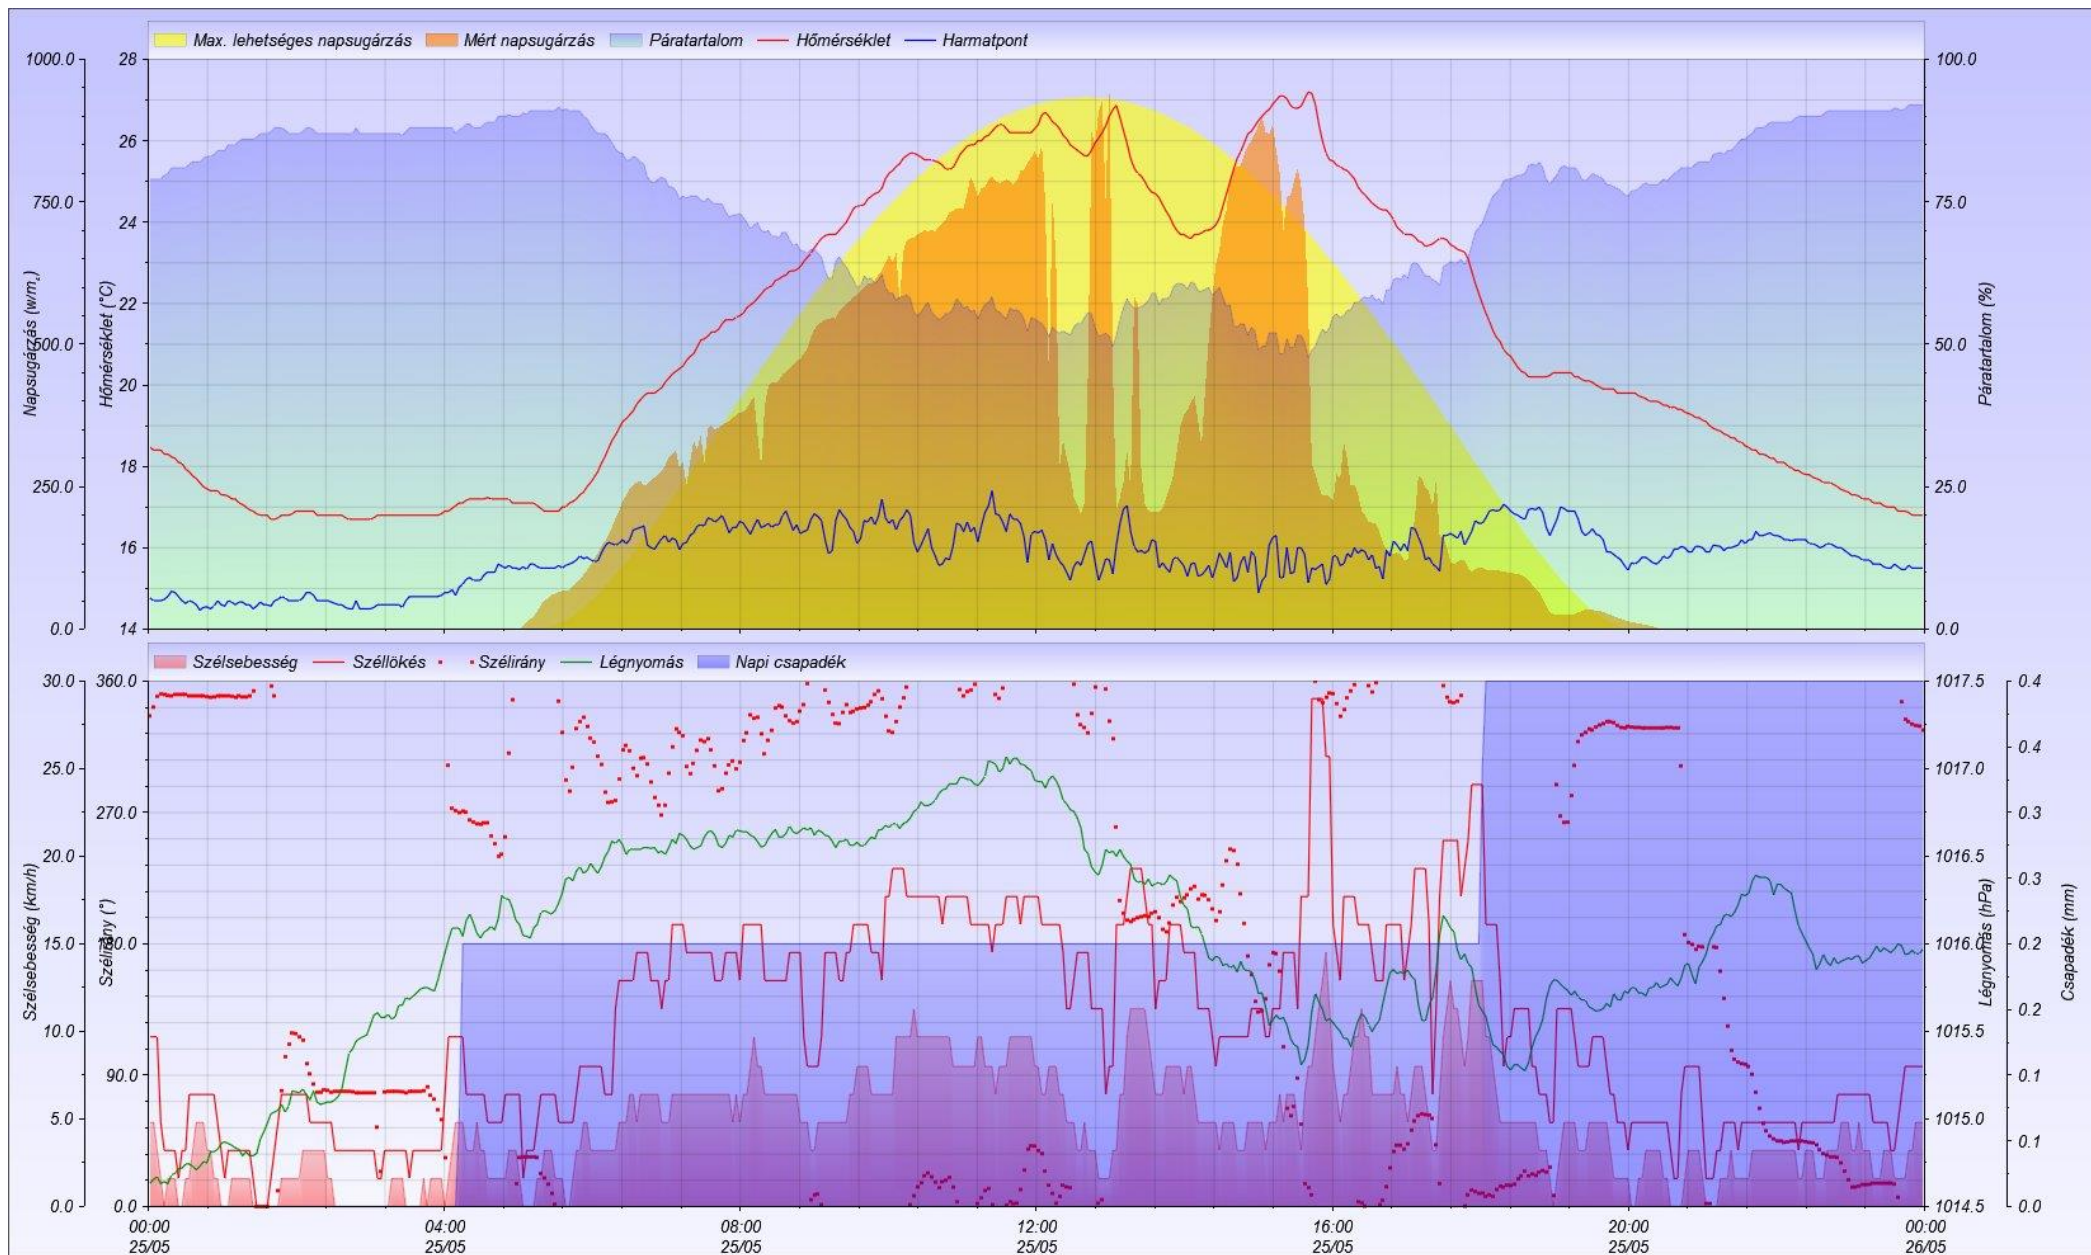 Max. lehetséges napsugárzás Mért napsugárzás Páratartalom Hőmérséklet Harmatpont
1000.0 28 100.0
26
750.0 24 75.0
22
500.0 50.0
20
18
250.0 25.0
16
0.0 14 0.0
Napsugárzás (w/m²)
Hőmérséklet (°C)
Páratartalom (%)
Szélsebesség Széllökés Szélirány Légnyomás Napi csapadék
30.0 360.0 1017.5 0.4
0.4
25.0 1017.0
270.0 0.3
20.0 1016.5
0.3
15.0 180.0 1016.0 0.2
10.0 1015.5 0.2
90.0 0.1
5.0 1015.0
0.1
0.0 0.0 1014.5 0.0
Szélsebesség (km/h)
Szélirány (°)
Légnyomás (hPa)
Csapadék (mm)
00:00 04:00 08:00 12:00 16:00 20:00 00:00
25/05 25/05 25/05 25/05 25/05 25/05 26/05